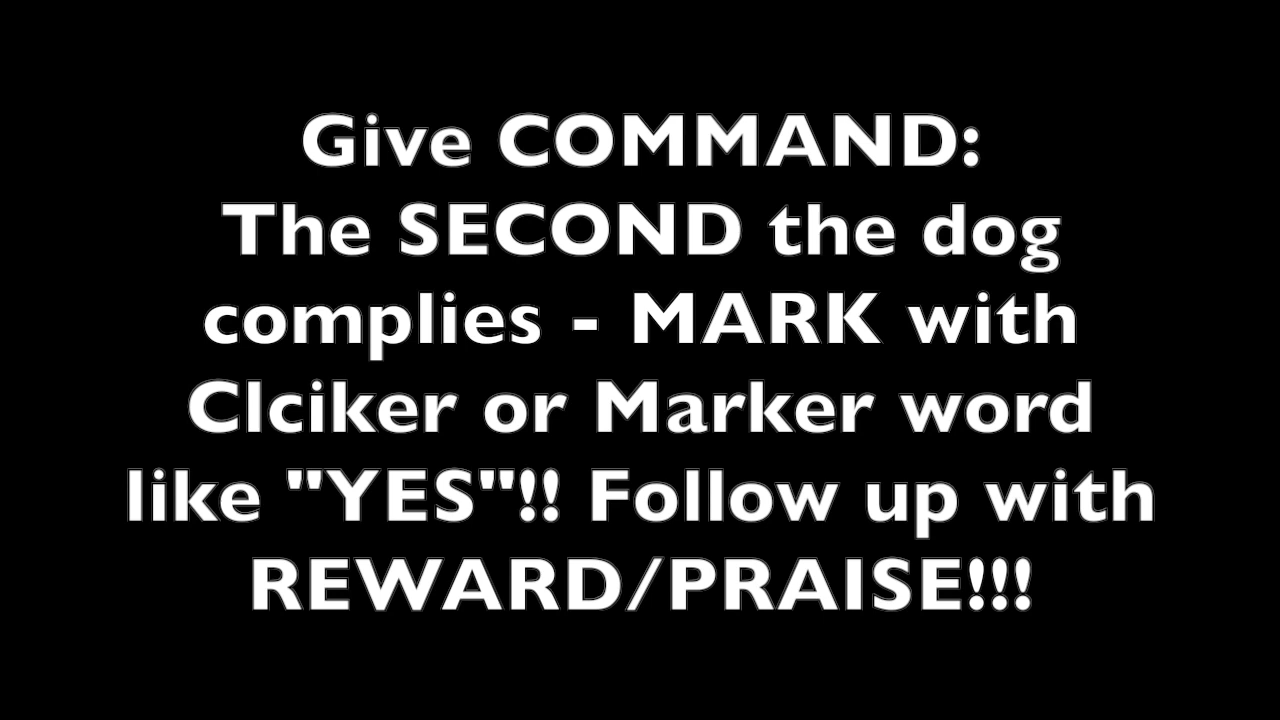 Give COMMAND:
The SECOND the dog
complies - MARK with
Clciker or Marker word
like "YES"!! Follow up with
REWARD/PRAISE!!!